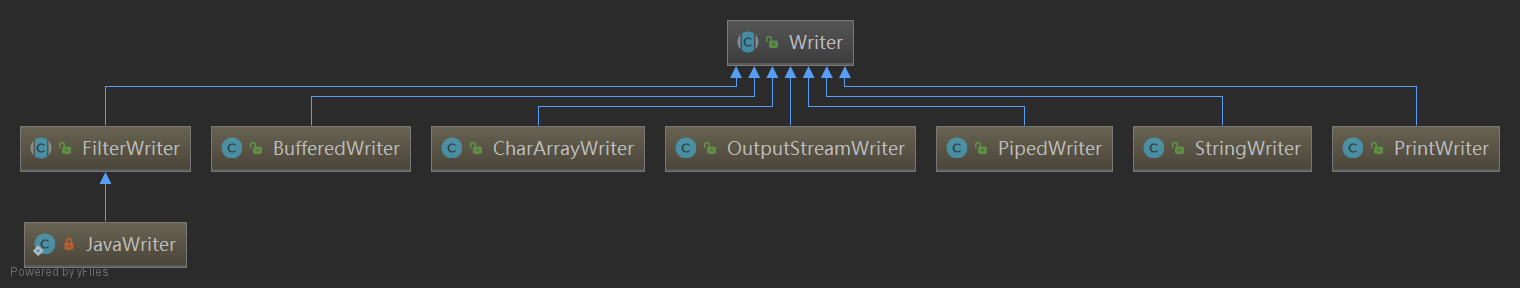 Writer
FilterWriter
BufferedWriter
CharArrayWriter
OutputStreamWriter
PipedWriter
StringWriter
PrintWriter
JavaWriter
Powered by yFiles